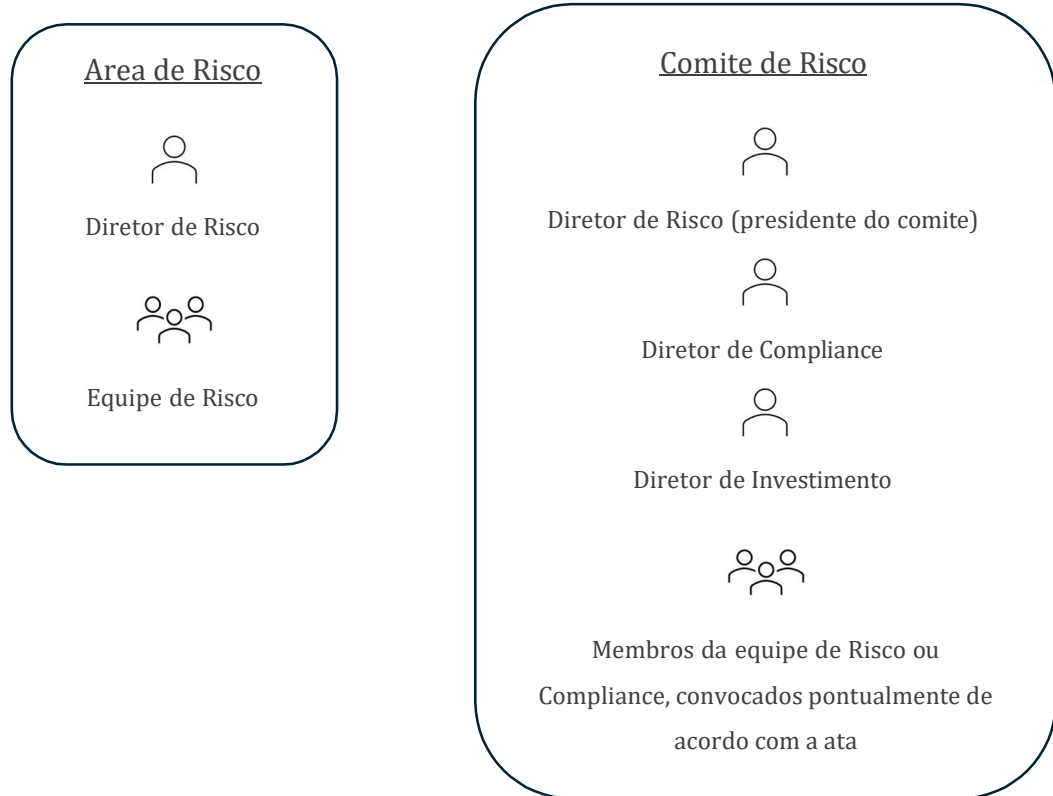 Area de Risco
Diretor de Risco
Equipe de Risco
Comite de Risco
Diretor de Risco (presidente do comite)
Diretor de Compliance
Diretor de Investimento
Membros da equipe de Risco ou
Compliance, convocados pontualmente de
acordo com a ata